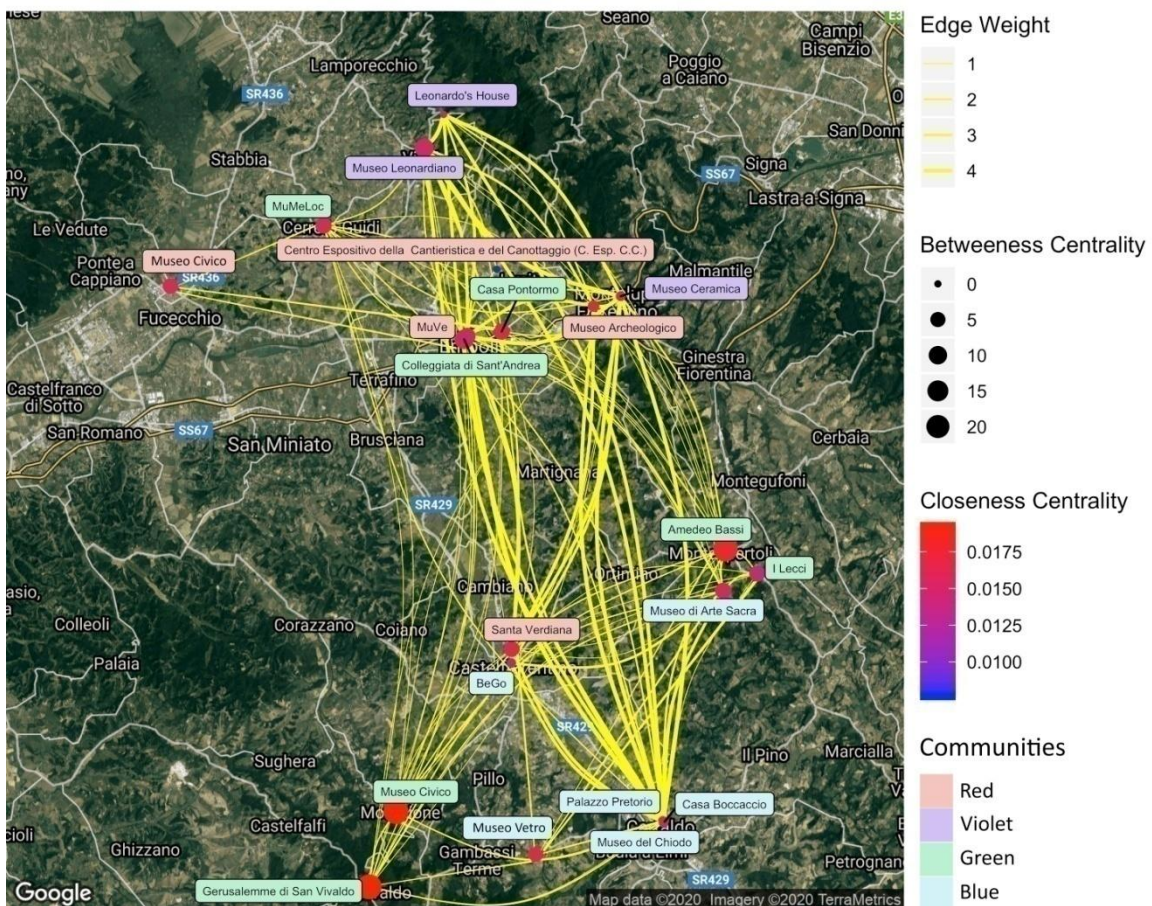 Seano
E3
Campi
Bisenzio
Lamporecchio
Poggio
a Caiano
SR436
Leonardo's House
San Donni
Stabbia
Signa
Museo Leonardiano
SS67
Lastra a Signa
MuMeLoc
Le Vedute
Centro Espositivo della Cantieristica e del Canottaggio (C. Esp. C.C.)
Museo Civico
Ponte a
Cappiano
SR436
Malmantile
Casa Pontormo
Museo Ceramica
Fucecchio
MuVe
Museo Archeologico
Colleggiata di Sant'Andrea
Ginestra
Fiorentina
Terrafino
Castelfranco
di Sotto
San Romano
SS67
San Miniato
Brusciana
Cerbaia
Martignana
Montegufoni
SR429
Amedeo Bassi
I Lecci
Cambiano
Ortimino
Museo di Arte Sacra
Colleoli
Corazzano
Coiano
Santa Verdiana
Palaia
BeGo
SR429
Il Pino
Marcialla
Sughera
Pillo
Museo Civico
Palazzo Pretorio
Casa Boccaccio
Castelfalfi
Museo Vetro
Museo del Chiodo
Ghizzano
Gambassi
Terme
Petrognano
Gerusalemme di San Vivaldo
SR429
Google
Map data ©2020 Imagery ©2020 TerraMetrics
Edge Weight
1
2
3
4
Betweeness Centrality
0
5
10
15
20
Closeness Centrality
0.0175
0.0150
0.0125
0.0100
Communities
Red
Violet
Green
Blue